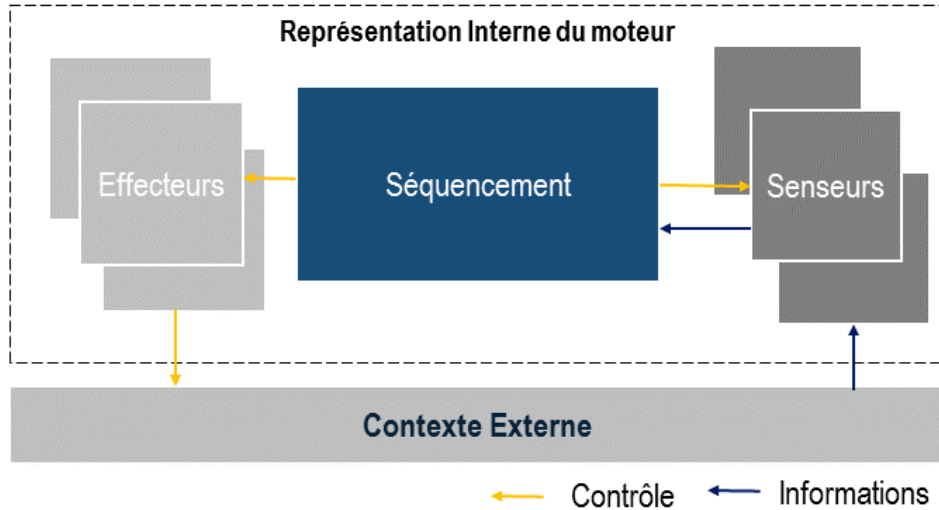 Représentation Interne du moteur
Effecteurs
Séquencement
Senseurs
Contexte Externe
Contrôle
Informations